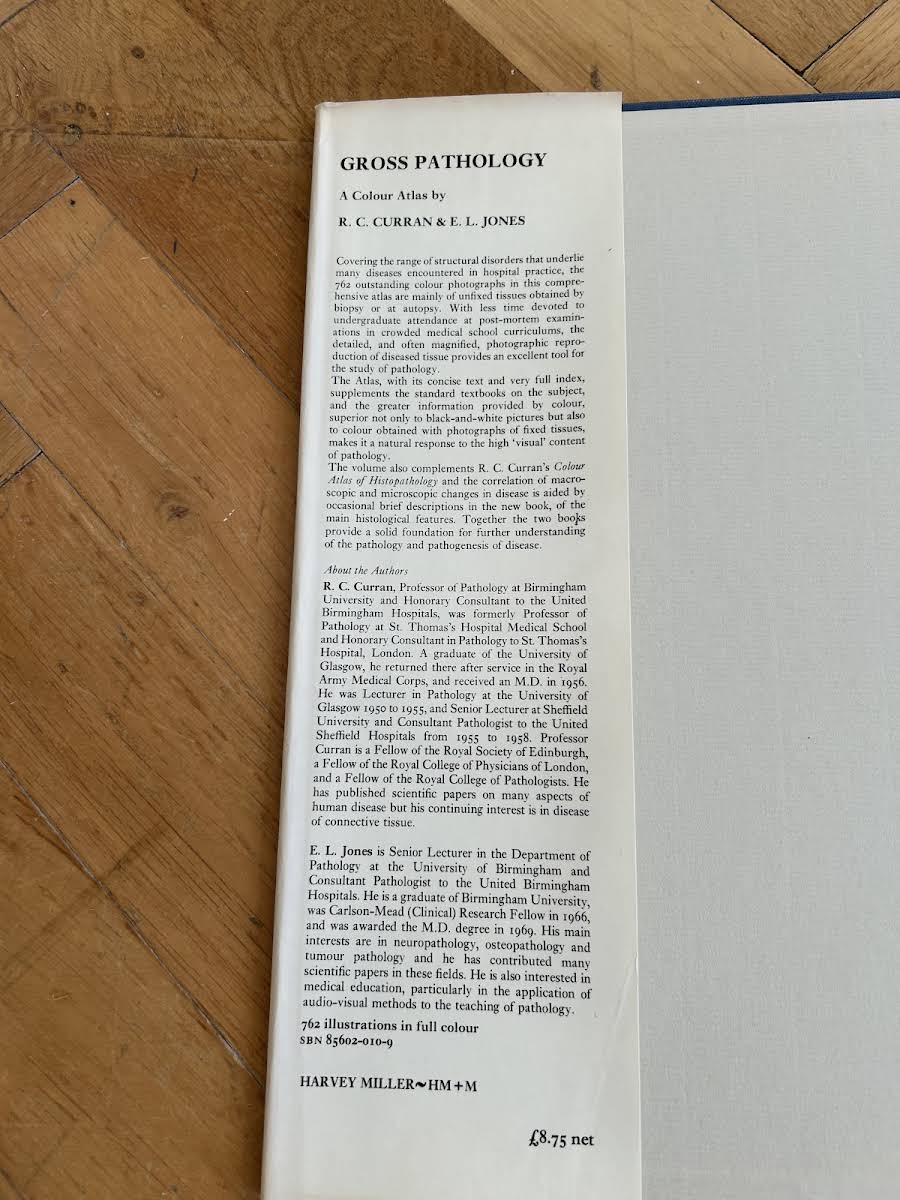 GROSS PATHOLOGY
A Colour Atlas by
R. C. CURRAN & E. L. JONES
Covering the range of structural disorders that underlie
many diseases encountered in hospital practice, the
762 outstanding colour photographs in this compre-
hensive atlas are mainly of unfixed tissues obtained by
biopsy or at autopsy. With less time devoted to
undergraduate attendance at post-mortem examin-
ations in crowded medical school curriculums, the
detailed, and often magnified, photographic repro-
duction of diseased tissue provides an excellent tool for
the study of pathology.
The Atlas, with its concise text and very full index,
supplements the standard textbooks on the subject,
and the greater information provided by colour,
superior not only to black-and-white pictures but also
to colour obtained with photographs of fixed tissues,
makes it a natural response to the high ‘visual’ content
of pathology.
The volume also complements R. C. Curran's Colour
Atlas of Histopathology and the correlation of macro-
scopic and microscopic changes in disease is aided by
occasional brief descriptions in the new book, of the
main histological features. Together the two books
provide a solid foundation for further understanding
of the pathology and pathogenesis of disease.
About the Authors
R. C. Curran, Professor of Pathology at Birmingham
University and Honorary Consultant to the United
Birmingham Hospitals, was formerly Professor of
Pathology at St. Thomas's Hospital Medical School
and Honorary Consultant in Pathology to St. Thomas's
Hospital, London. A graduate of the University of
Glasgow, he returned there after service in the Royal
Army Medical Corps, and received an M.D. in 1956.
He was Lecturer in Pathology at the University of
Glasgow 1950 to 1955, and Senior Lecturer at Sheffield
University and Consultant Pathologist to the United
Sheffield Hospitals from 1955 to 1958. Professor
Curran is a Fellow of the Royal Society of Edinburgh,
a Fellow of the Royal College of Physicians of London,
and a Fellow of the Royal College of Pathologists. He
has published scientific papers on many aspects of
human disease but his continuing interest is in disease
of connective tissue.
E. L. Jones is Senior Lecturer in the Department of
Pathology at the University of Birmingham and
Consultant Pathologist to the United Birmingham
Hospitals. He is a graduate of Birmingham University,
was Carlson-Mead (Clinical) Research Fellow in 1966,
and was awarded the M.D. degree in 1969. His main
interests are in neuropathology, osteopathology and
tumour pathology and he has contributed many
scientific papers in these fields. He is also interested in
medical education, particularly in the application of
audio-visual methods to the teaching of pathology.
762 illustrations in full colour
SBN 85602-010-9
HARVEY MILLER~HM+M
£8.75 net